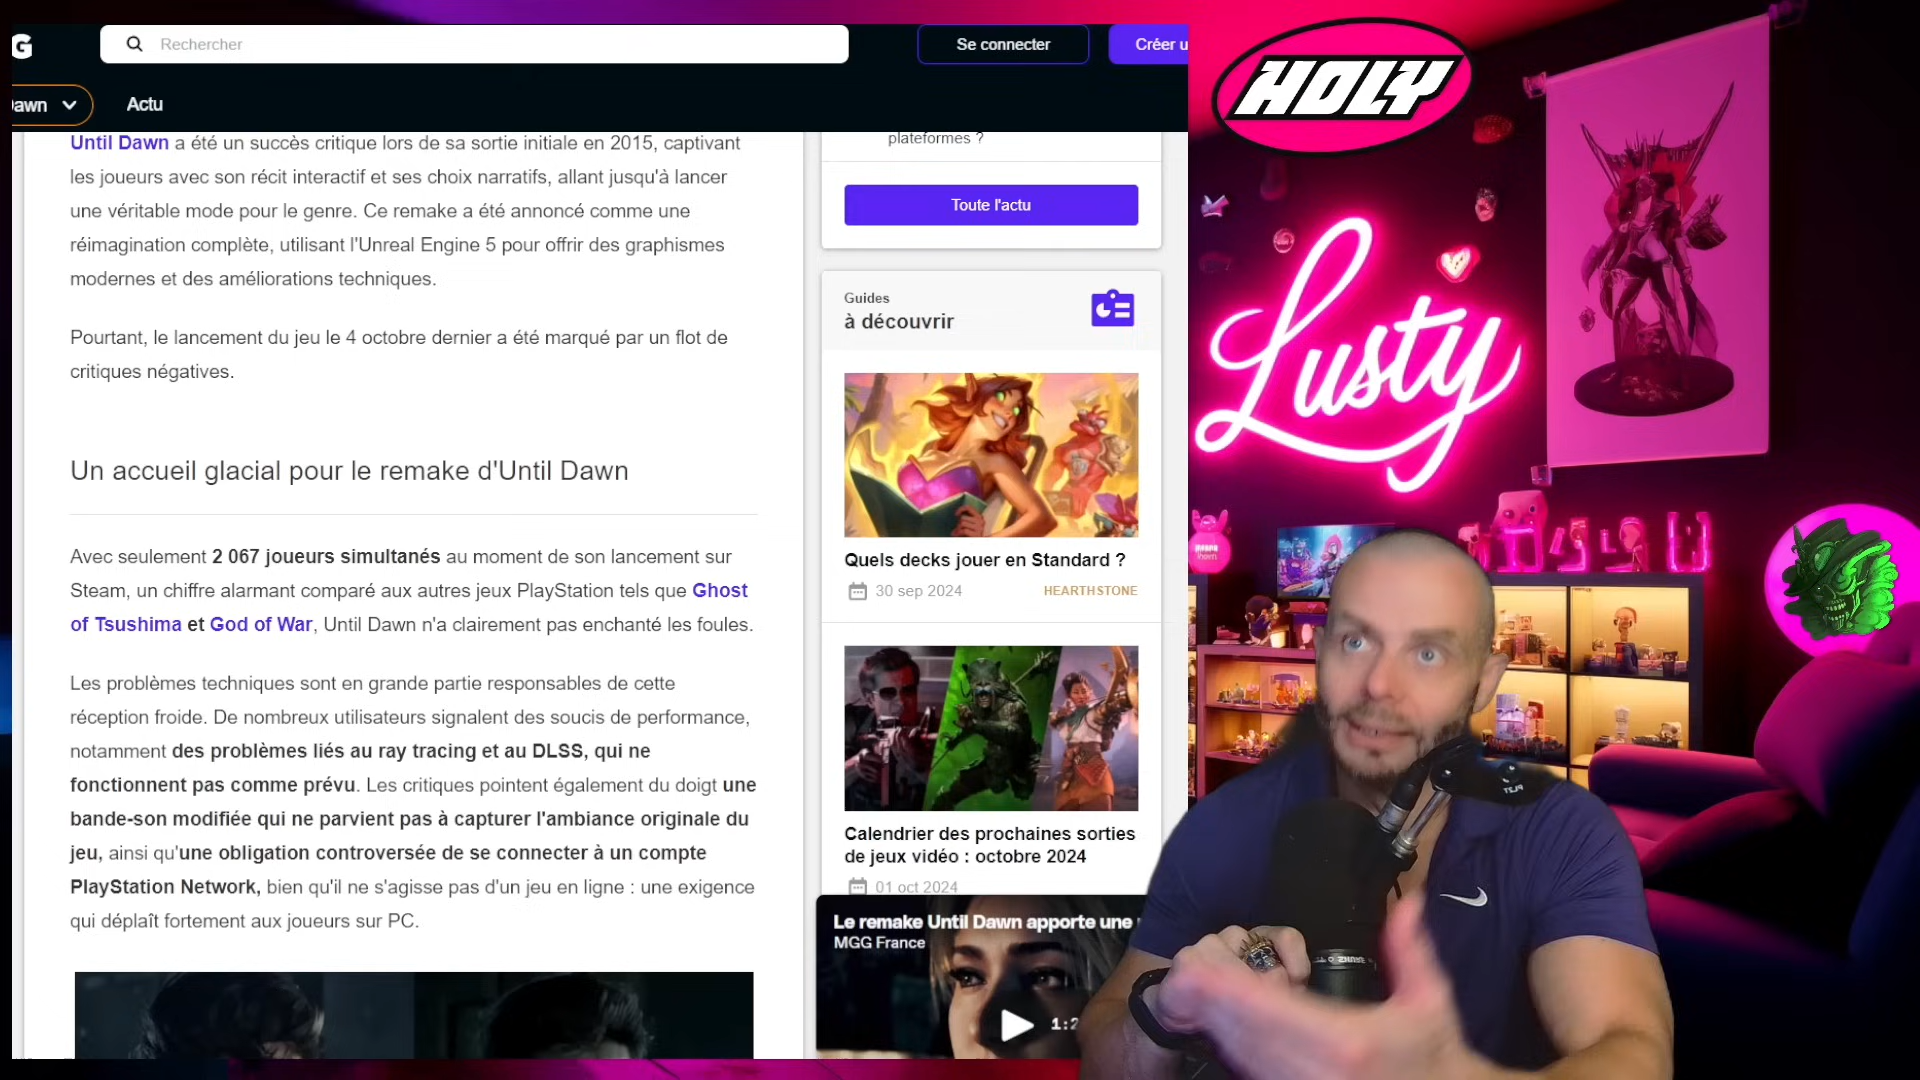 G
Rechercher
Se connecter
Créer u
Dawn
Actu
Until Dawn a été un succès critique lors de sa sortie initiale en 2015, captivant
les joueurs avec son récit interactif et ses choix narratifs, allant jusqu'à lancer
une véritable mode pour le genre. Ce remake a été annoncé comme une
réimagination complète, utilisant l'Unreal Engine 5 pour offrir des graphismes
modernes et des améliorations techniques.
Pourtant, le lancement du jeu le 4 octobre dernier a été marqué par un flot de
critiques négatives.
Un accueil glacial pour le remake d'Until Dawn
Avec seulement 2 067 joueurs simultanés au moment de son lancement sur
Steam, un chiffre alarmant comparé aux autres jeux PlayStation tels que Ghost
of Tsushima et God of War, Until Dawn n'a clairement pas enchanté les foules.
Les problèmes techniques sont en grande partie responsables de cette
réception froide. De nombreux utilisateurs signalent des soucis de performance,
notamment des problèmes liés au ray tracing et au DLSS, qui ne
fonctionnent pas comme prévu. Les critiques pointent également du doigt une
bande-son modifiée qui ne parvient pas à capturer l'ambiance originale du
jeu, ainsi qu'une obligation controversée de se connecter à un compte
PlayStation Network, bien qu'il ne s'agisse pas d'un jeu en ligne : une exigence
qui déplaît fortement aux joueurs sur PC.
plateformes ?
Toute l'actu
Guides
à découvrir
Quels decks jouer en Standard ?
30 sep 2024
HEARTHSTONE
Calendrier des prochaines sorties
de jeux vidéo : octobre 2024
01 oct 2024
Le remake Until Dawn apporte une
MGG France
1:2
HOLY
Lusty